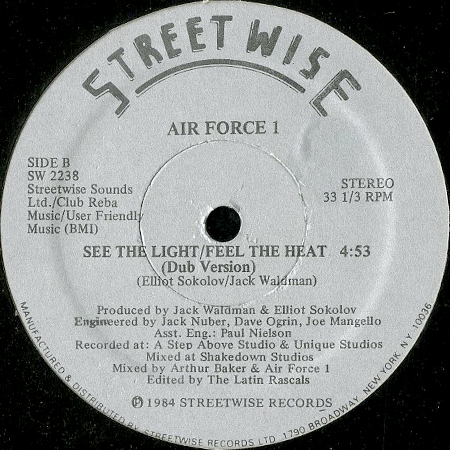 STREETWISE
AIR FORCE 1
SIDE B
SW 2238
Streetwise Sounds
Ltd./Club Reba
Music/User Friendly
Music (BMI)
STEREO
33 1/3 RPM
SEE THE LIGHT/FEEL THE HEAT 4:53
(Dub Version)
(Elliot Sokolov/Jack Waldman)
Produced by Jack Waldman & Elliot Sokolov
Engineered by Jack Nuber, Dave Ogrin, Joe Mangello
Asst. Eng.: Paul Nielson
Recorded at: A Step Above Studio & Unique Studios
Mixed at Shakedown Studios
Mixed by Arthur Baker & Air Force 1
Edited by The Latin Rascals
℗ 1984 STREETWISE RECORDS
MANUFACTURED & DISTRIBUTED BY STREETWISE RECORDS LTD. 1790 BROADWAY, NEW YORK, N.Y. 10036